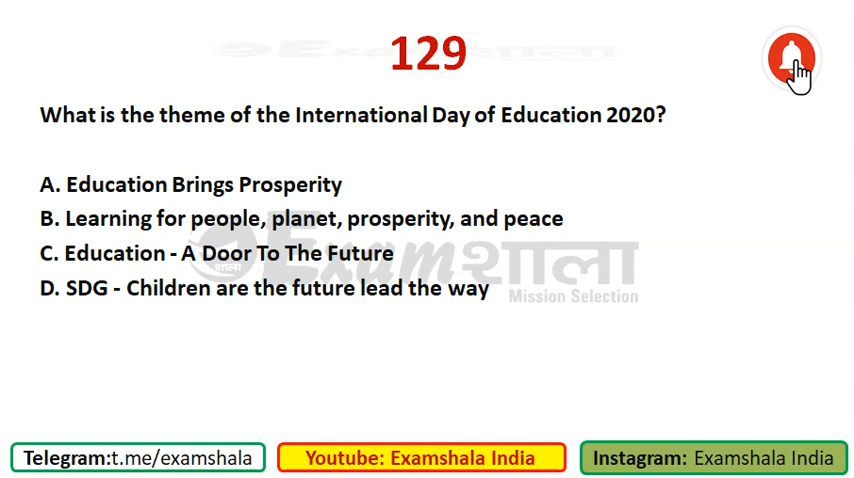 129
What is the theme of the International Day of Education 2020?
A. Education Brings Prosperity
B. Learning for people, planet, prosperity, and peace
C. Education - A Door To The Future
D. SDG - Children are the future lead the way
Examशाला
शाला
Mission Selection
Telegram:t.me/examshala
Youtube: Examshala India
Instagram: Examshala India